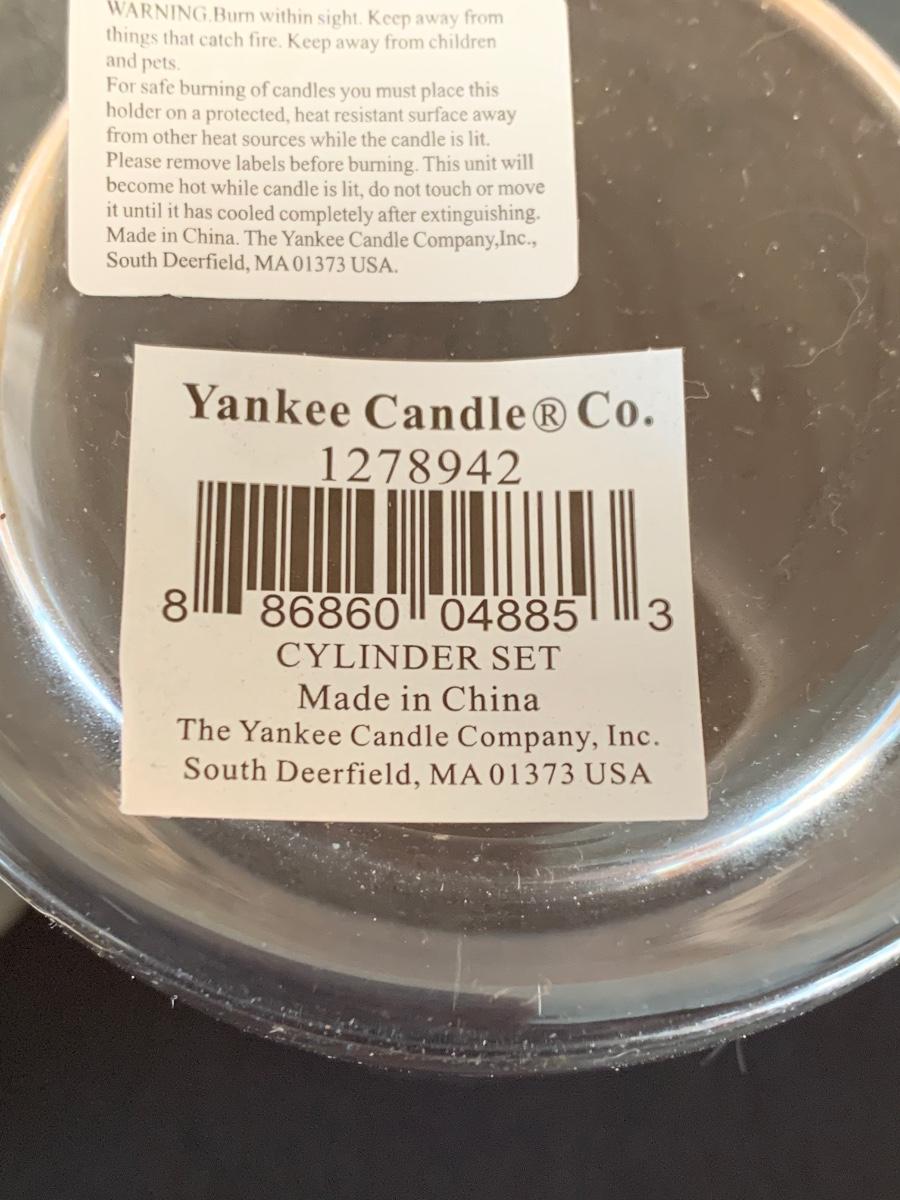 WARNING.Burn within sight. Keep away from
things that catch fire. Keep away from children
and pets.
For safe burning of candles you must place this
holder on a protected, heat resistant surface away
from other heat sources while the candle is lit.
Please remove labels before burning. This unit will
become hot while candle is lit, do not touch or move
it until it has cooled completely after extinguishing.
Made in China. The Yankee Candle Company,Inc.,
South Deerfield, MA 01373 USA.
Yankee Candle® Co.
1278942
8 86860 04885 3
CYLINDER SET
Made in China
The Yankee Candle Company, Inc.
South Deerfield, MA 01373 USA